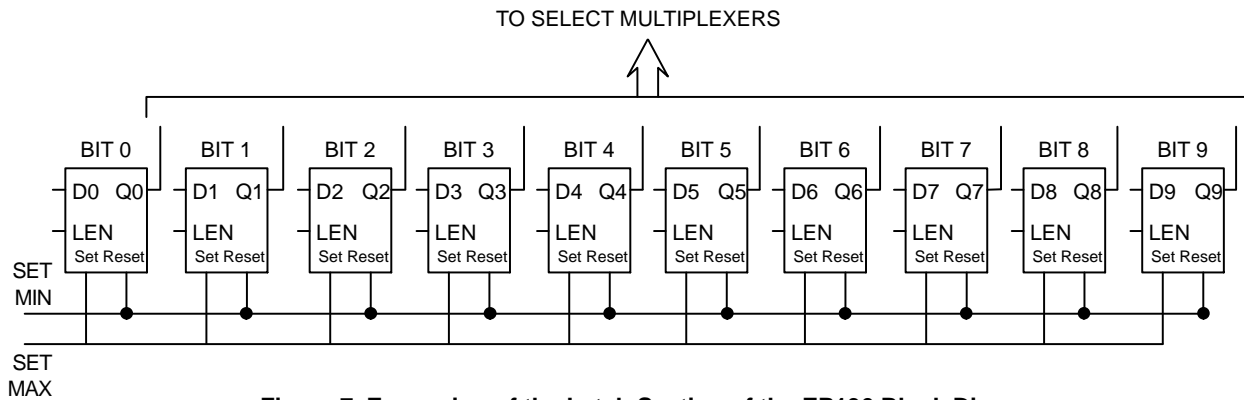 TO SELECT MULTIPLEXERS
BIT 0 BIT 1 BIT 2 BIT 3 BIT 4 BIT 5 BIT 6 BIT 7 BIT 8 BIT 9
D0 Q0 D1 Q1 D2 Q2 D3 Q3 D4 Q4 D5 Q5 D6 Q6 D7 Q7 D8 Q8 D9 Q9
LEN LEN LEN LEN LEN LEN LEN LEN LEN LEN
Set Reset Set Reset Set Reset Set Reset Set Reset Set Reset Set Reset Set Reset Set Reset Set Reset
SET
MIN
SET
MAX